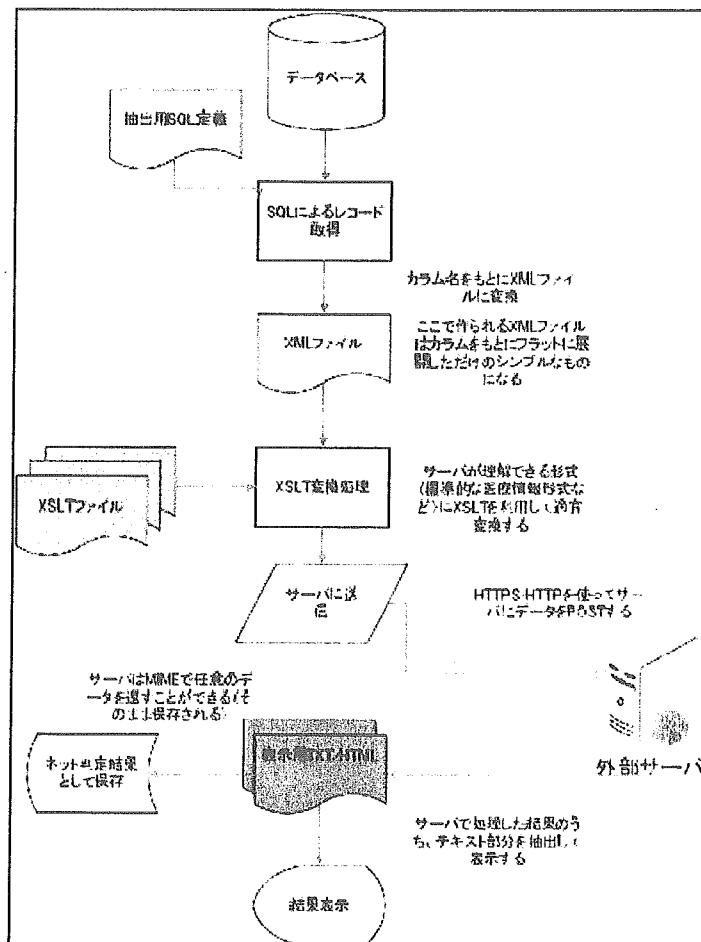 データベース
抽出用SQL定義
SQLによるレコード
取得
カラム名をもとにXMLファイ
ルに変換
XMLファイル
ここで作られるXMLファイル
はカラムをもとにフラットに展
開しただけのシンプルなもの
になる
XSLTファイル
XSLT変換処理
サーバが理解できる形式
(標準的な医療情報形式な
ど)にXSLTを利用して適宜
変換する
サーバに送
信
HTTPS・HTTPを使ってサー
バにデータをPOSTする
サーバはMIMEで任意のデ
ータを返すことができる(そ
のまま保存される)
ネット判定結果
として保存
表示用TXT・HTML
外部サーバ
サーバで処理した結果のう
ち、テキスト部分を抽出して
表示する
結果表示